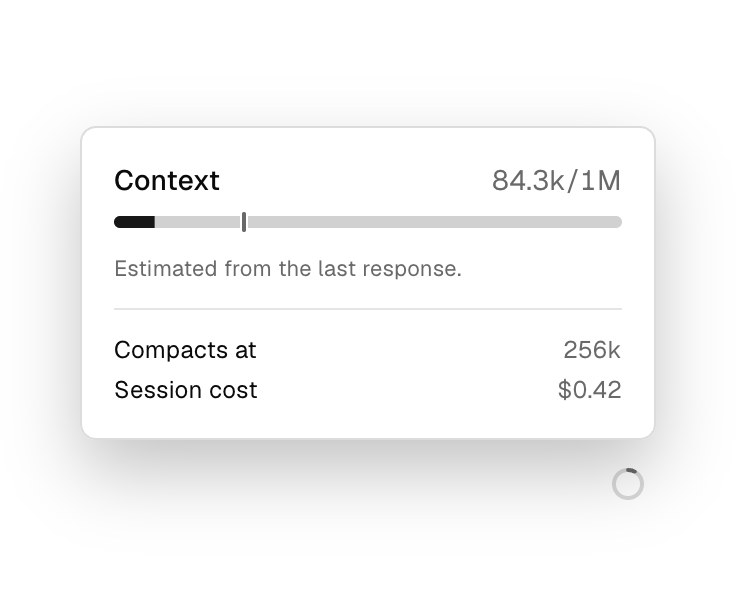 Context 84.3k/1M
Estimated from the last response.
Compacts at 256k
Session cost $0.42